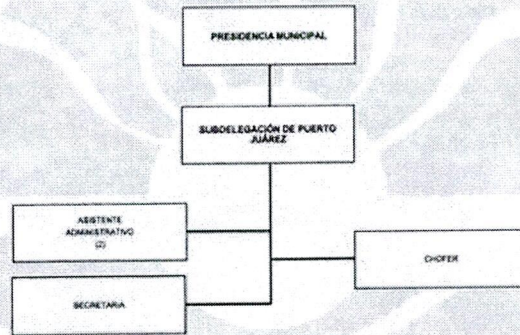 PRESIDENCIA MUNICIPAL
SUBDELEGACIÓN DE PUERTO
JUÁREZ
ASISTENTE
ADMINISTRATIVO
(2)
CHOFER
SECRETARIA